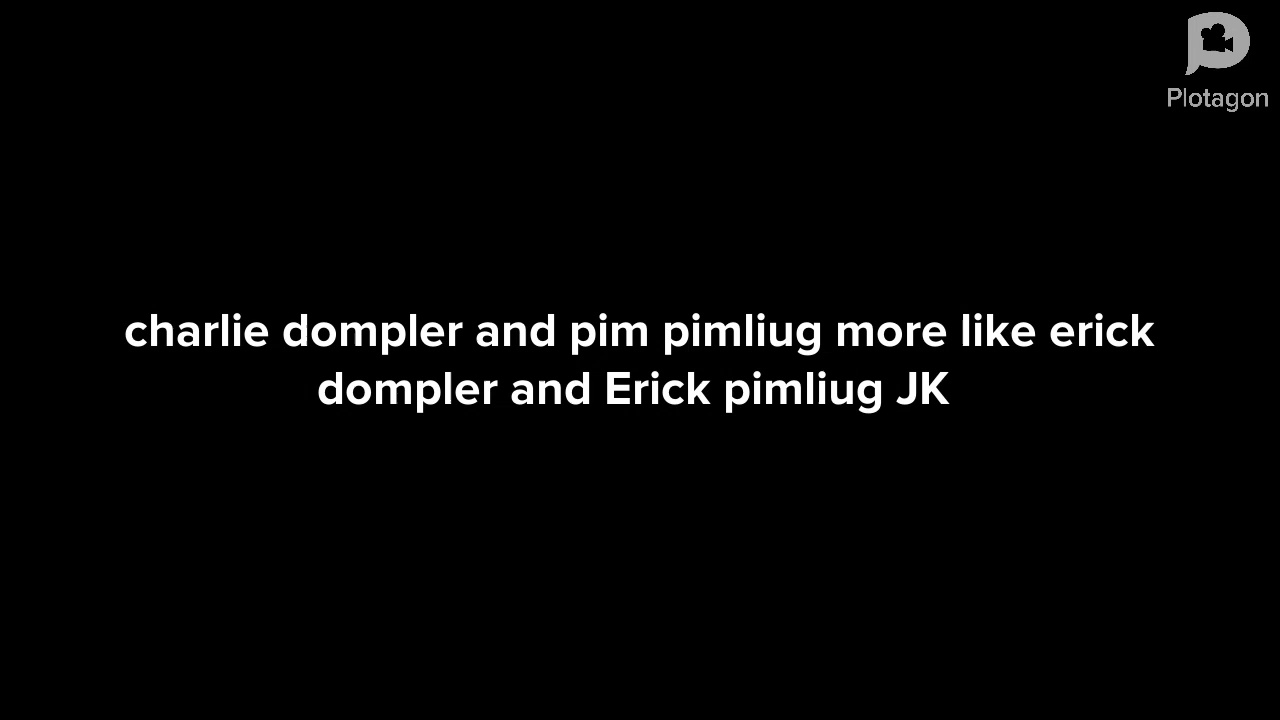 Plotagon
charlie dompler and pim pimliug more like erick
dompler and Erick pimliug JK